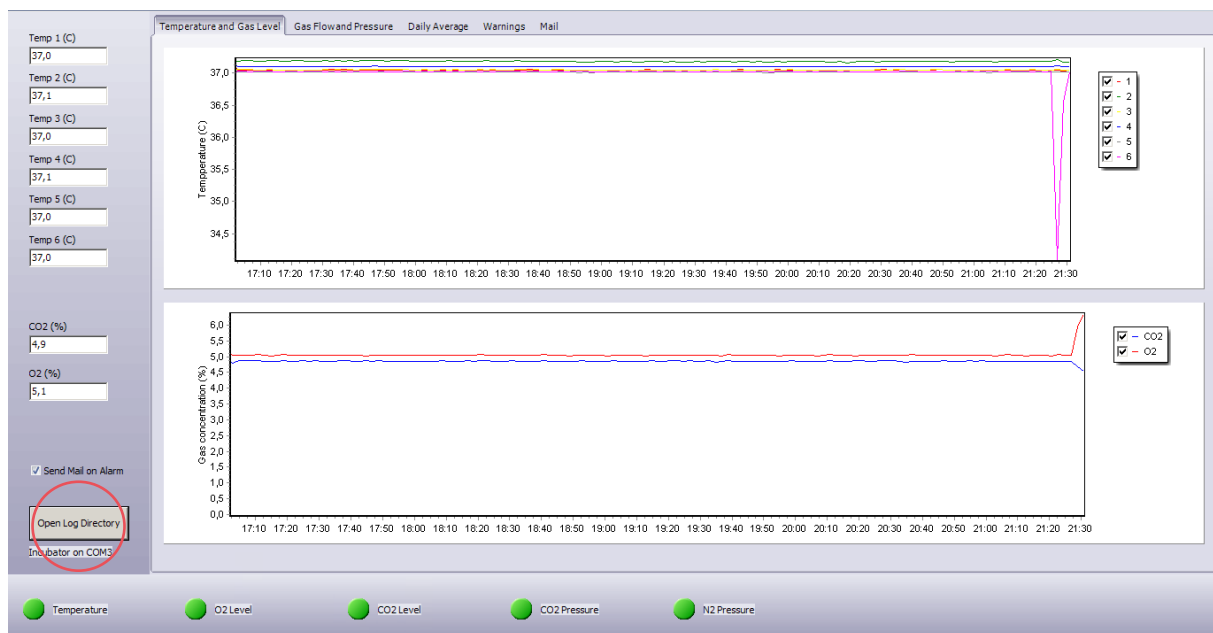 Temperature and Gas Level Gas Flowand Pressure Daily Average Warnings Mail
Temp 1 (C)
37,0
Temp 2 (C)
37,1
Temp 3 (C)
37,0
Temp 4 (C)
37,1
Temp 5 (C)
37,0
Temp 6 (C)
37,0
CO2 (%)
4,9
O2 (%)
5,1
Send Mail on Alarm
Open Log Directory
Incubator on COM3
Tempperature (C)
37,0
36,5
36,0
35,5
35,0
34,5
17:10 17:20 17:30 17:40 17:50 18:00 18:10 18:20 18:30 18:40 18:50 19:00 19:10 19:20 19:30 19:40 19:50 20:00 20:10 20:20 20:30 20:40 20:50 21:00 21:10 21:20 21:30
1
2
3
4
5
6
Gas concentration (%)
6,0
5,5
5,0
4,5
4,0
3,5
3,0
2,5
2,0
1,5
1,0
0,5
0,0
17:10 17:20 17:30 17:40 17:50 18:00 18:10 18:20 18:30 18:40 18:50 19:00 19:10 19:20 19:30 19:40 19:50 20:00 20:10 20:20 20:30 20:40 20:50 21:00 21:10 21:20 21:30
CO2
O2
Temperature O2 Level CO2 Level CO2 Pressure N2 Pressure